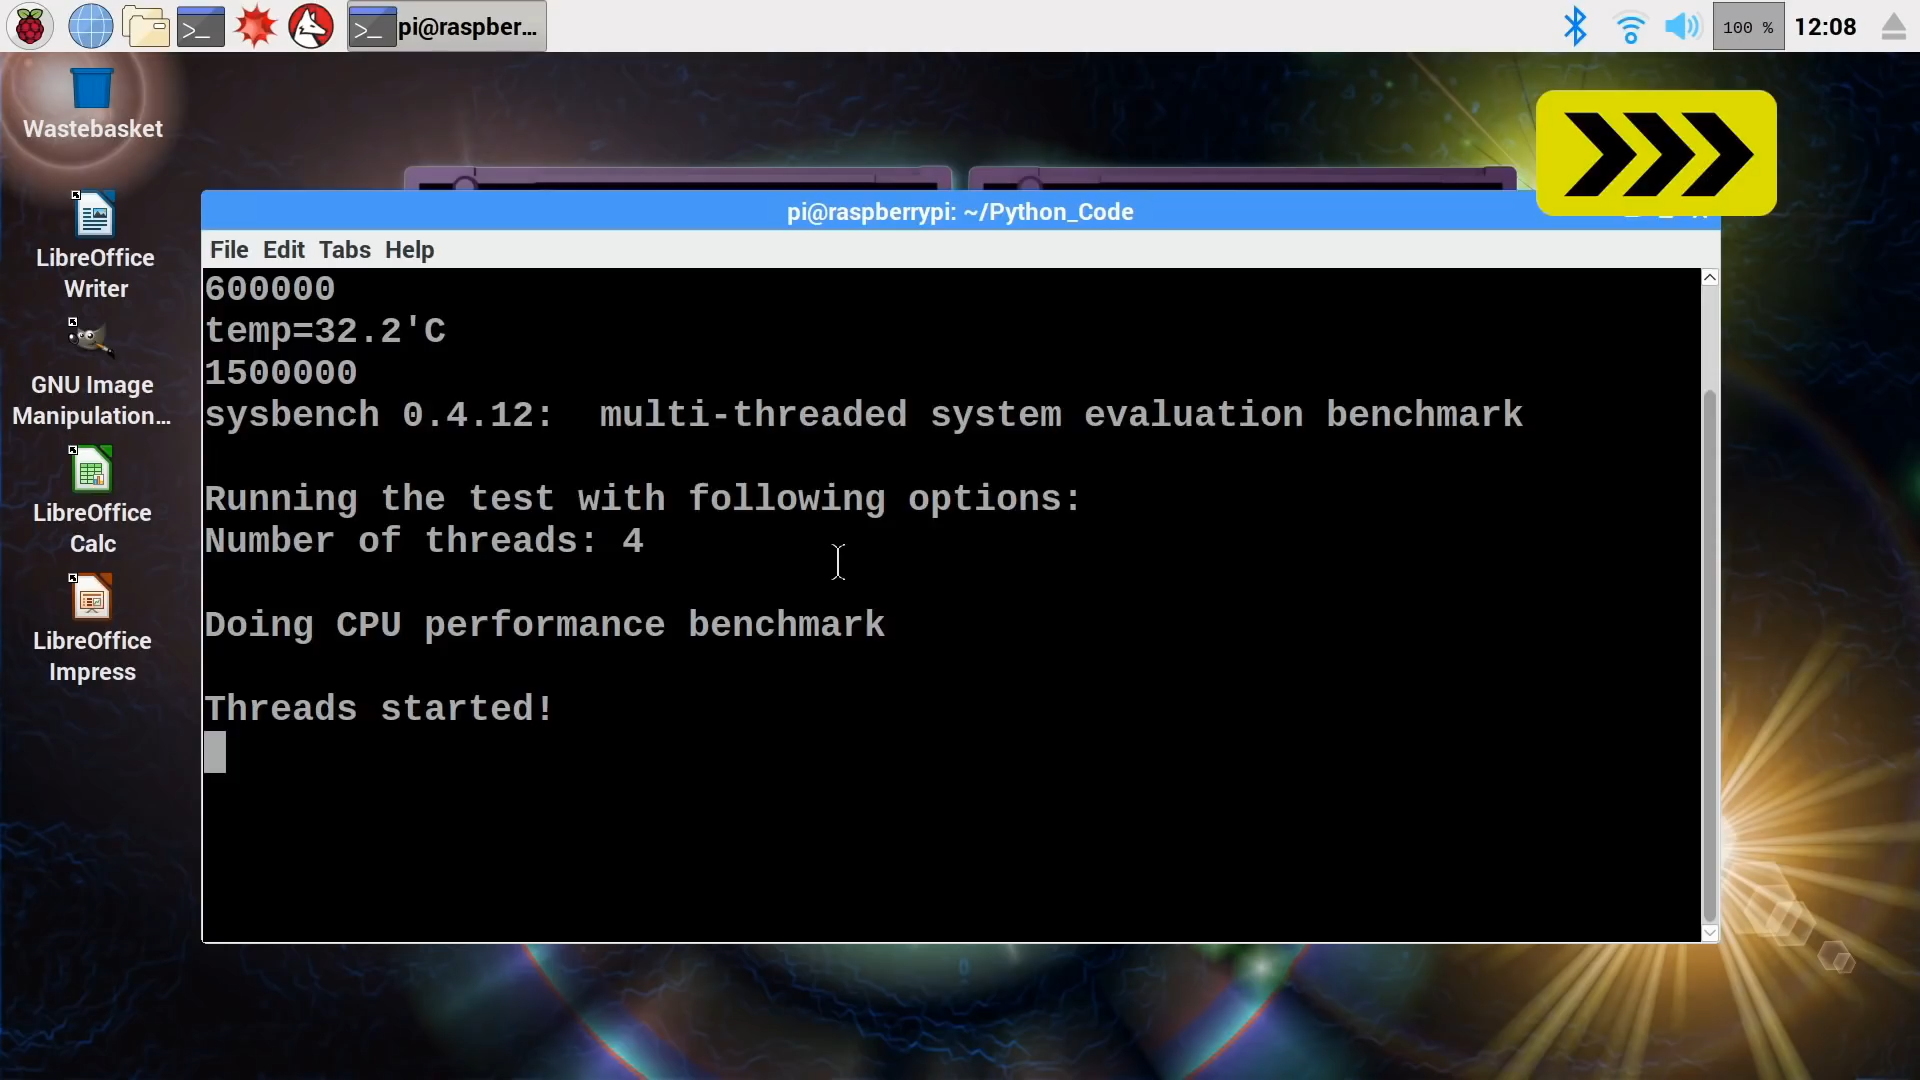 pi@raspber...
100 %
12:08
Wastebasket
LibreOffice
Writer
GNU Image
Manipulation...
LibreOffice
Calc
LibreOffice
Impress
pi@raspberrypi: ~/Python_Code
File Edit Tabs Help
600000
temp=32.2'C
1500000
sysbench 0.4.12:  multi-threaded system evaluation benchmark
Running the test with following options:
Number of threads: 4
Doing CPU performance benchmark
Threads started!